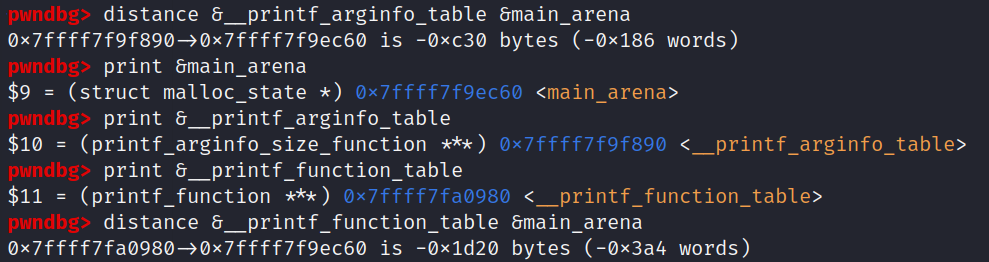 pwndbg> distance &__printf_arginfo_table &main_arena
0x7ffff7f9f890->0x7ffff7f9ec60 is -0xc30 bytes (-0x186 words)
pwndbg> print &main_arena
$9 = (struct malloc_state *) 0x7ffff7f9ec60 <main_arena>
pwndbg> print &__printf_arginfo_table
$10 = (printf_arginfo_size_function ***) 0x7ffff7f9f890 <__printf_arginfo_table>
pwndbg> print &__printf_function_table
$11 = (printf_function ***) 0x7ffff7fa0980 <__printf_function_table>
pwndbg> distance &__printf_function_table &main_arena
0x7ffff7fa0980->0x7ffff7f9ec60 is -0x1d20 bytes (-0x3a4 words)